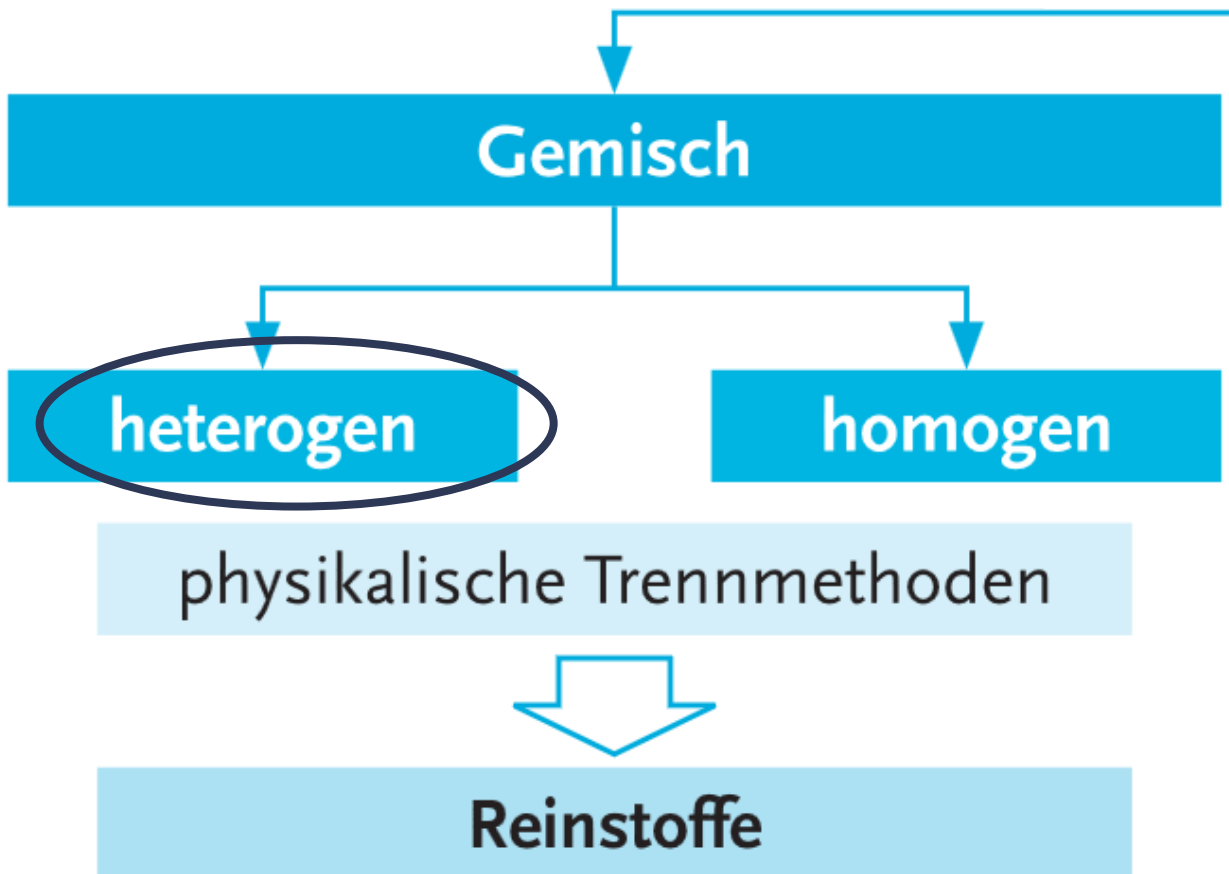 Gemisch
heterogen
homogen
physikalische Trennmethoden
Reinstoffe